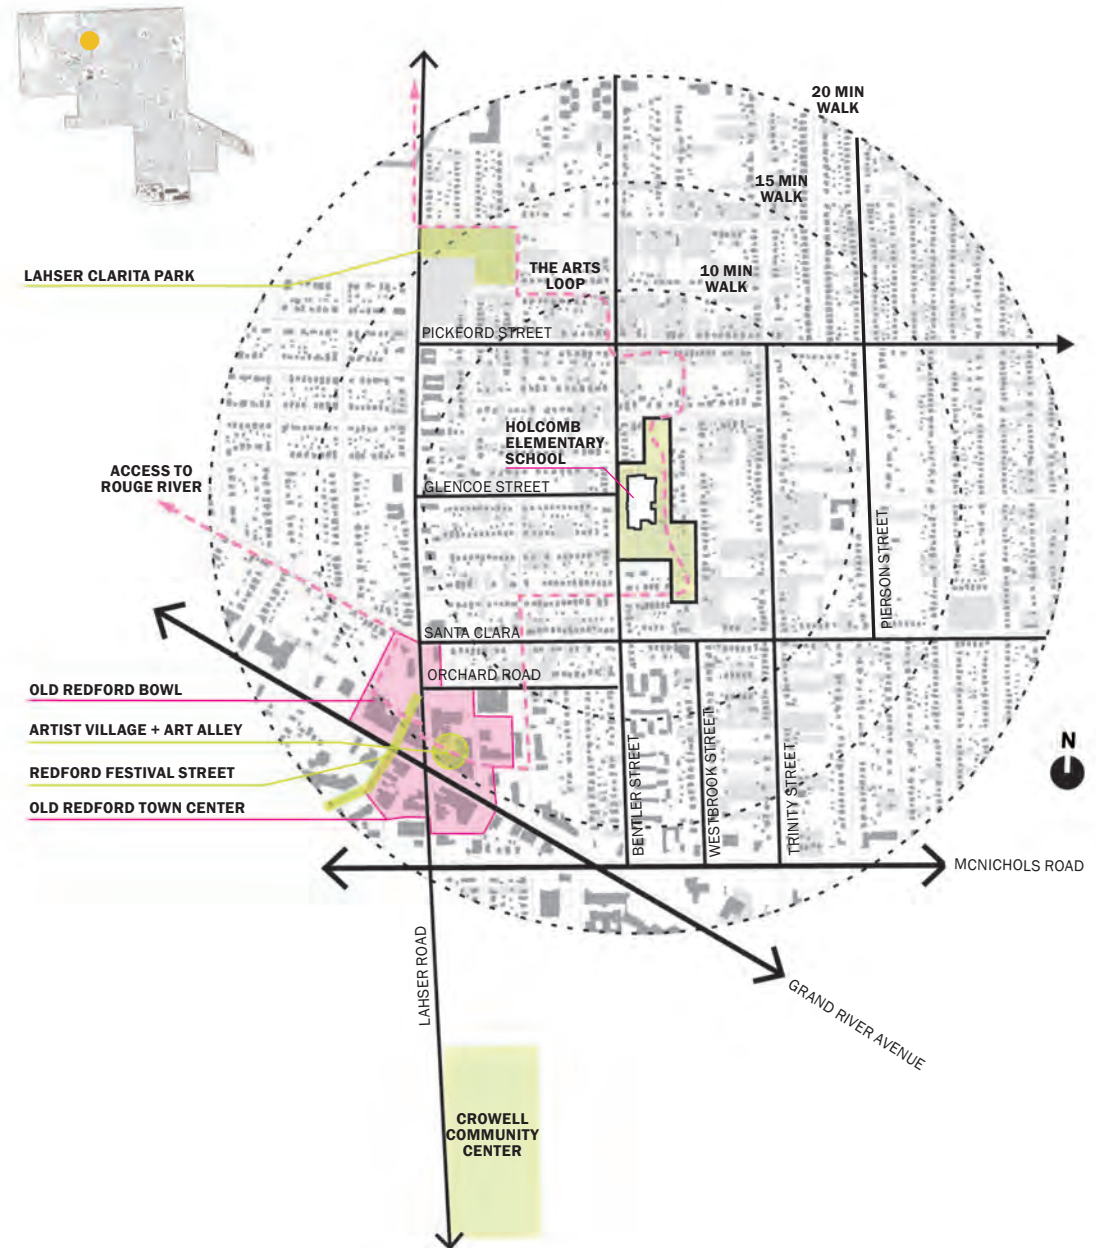 20 MIN
WALK
15 MIN
WALK
10 MIN
WALK
THE ARTS
LOOP
LAHSER CLARITA PARK
PICKFORD STREET
HOLCOMB
ELEMENTARY
SCHOOL
ACCESS TO
ROUGE RIVER
GLENCOE STREET
PIERSON STREET
SANTA CLARA
ORCHARD ROAD
OLD REDFORD BOWL
ARTIST VILLAGE + ART ALLEY
REDFORD FESTIVAL STREET
OLD REDFORD TOWN CENTER
BENTLER STREET
WESTBROOK STREET
TRINITY STREET
N
MCNICHOLS ROAD
LAHSER ROAD
GRAND RIVER AVENUE
CROWELL
COMMUNITY
CENTER